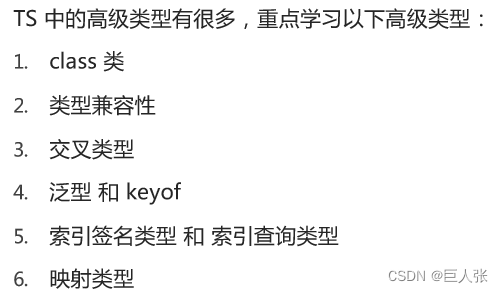 TS 中的高级类型有很多，重点学习以下高级类型：
1. class 类
2. 类型兼容性
3. 交叉类型
4. 泛型 和 keyof
5. 索引签名类型 和 索引查询类型
6. 映射类型
CSDN @巨人张